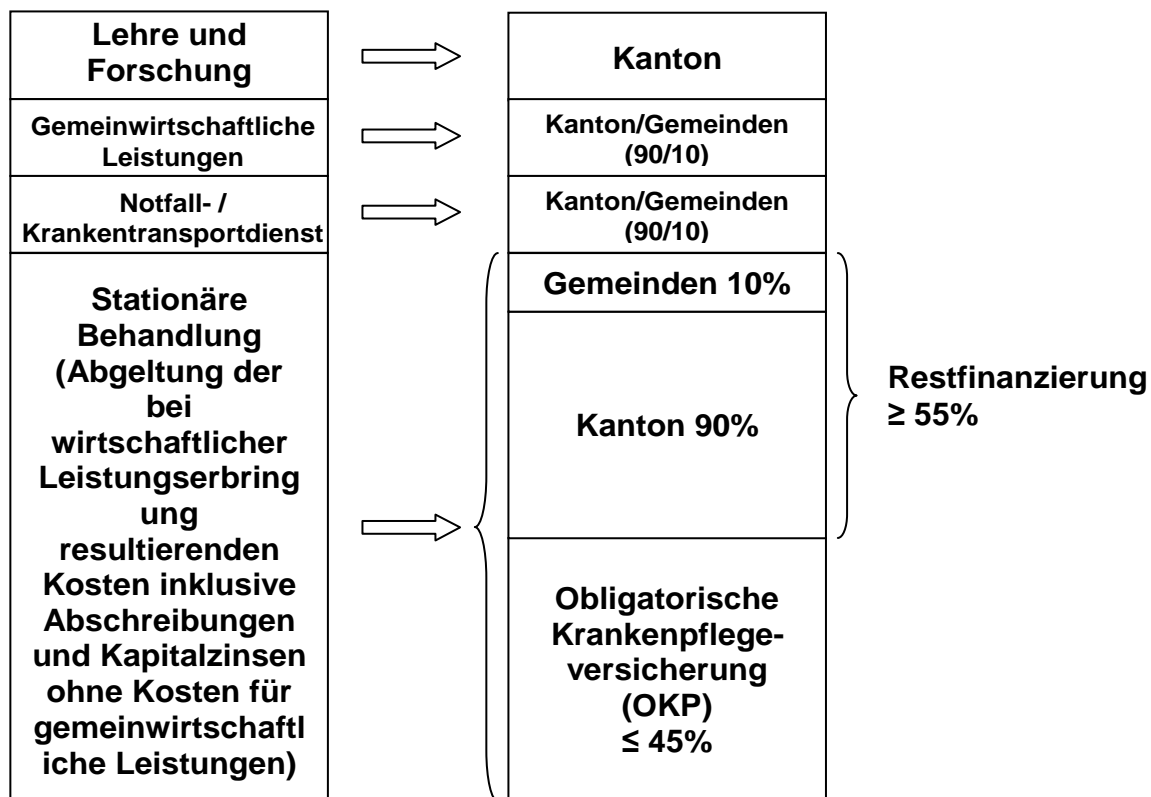 Lehre und
Forschung
Kanton
Gemeinwirtschaftliche
Leistungen
Kanton/Gemeinden
(90/10)
Notfall- /
Krankentransportdienst
Kanton/Gemeinden
(90/10)
Stationäre
Behandlung
(Abgeltung der
bei
wirtschaftlicher
Leistungserbring
ung
resultierenden
Kosten inklusive
Abschreibungen
und Kapitalzinsen
ohne Kosten für
gemeinwirtschaftl
iche Leistungen)
Gemeinden 10%
Kanton 90%
Obligatorische
Krankenpflege-
versicherung
(OKP)
≤ 45%
Restfinanzierung
≥ 55%